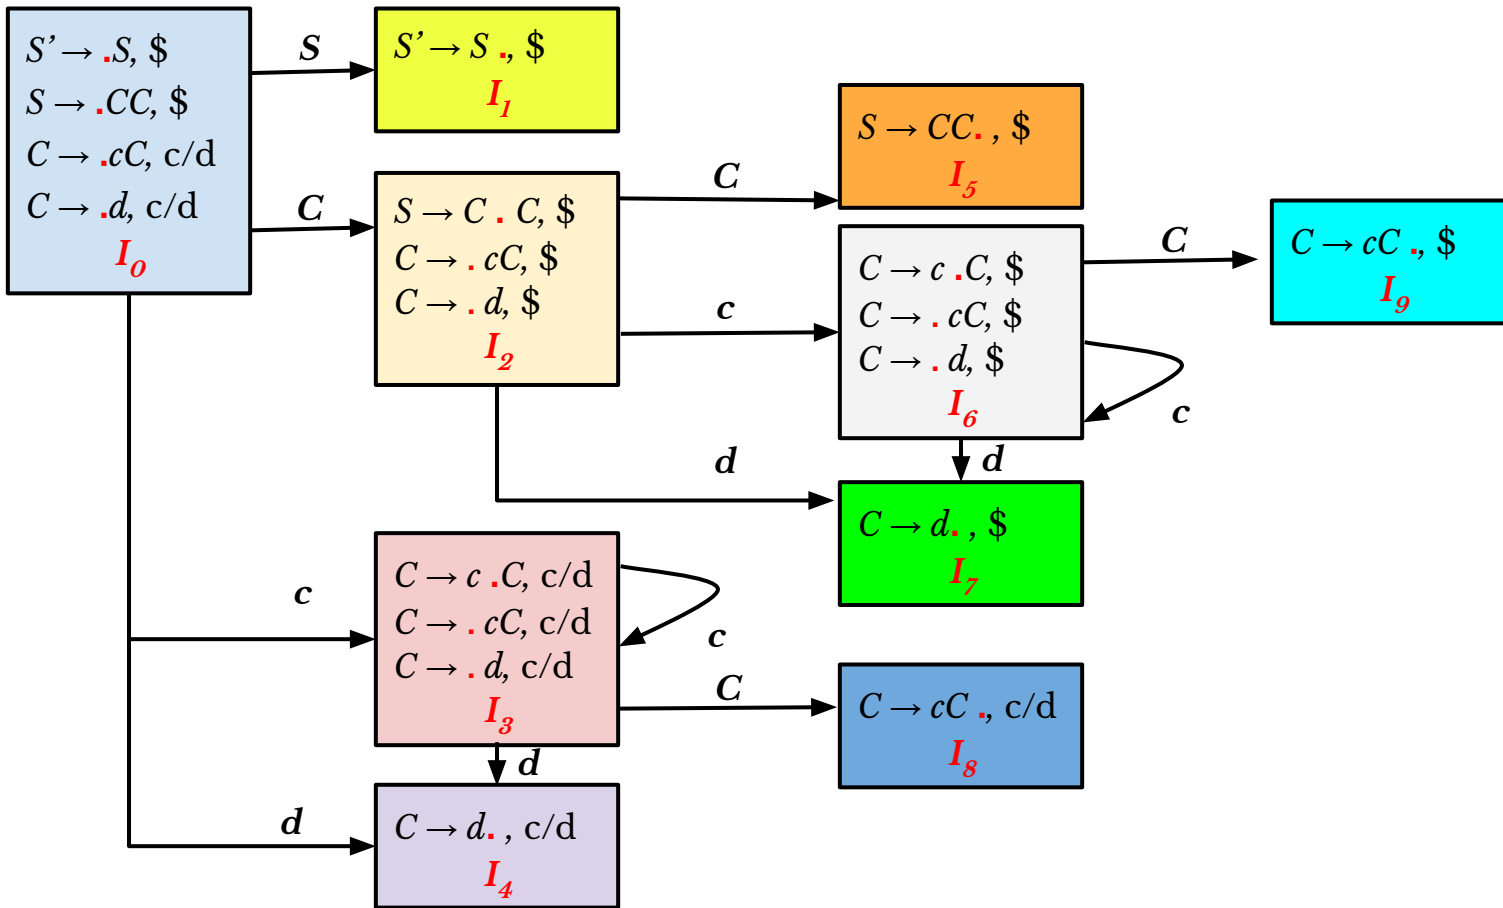 S’ → .S, $
S → .CC, $
C → .cC, c/d
C → .d, c/d
I0
S
S’ → S ., $
I1
C
S → C . C, $
C → . cC, $
C → . d, $
I2
C
S → CC. , $
I5
c
C → c .C, $
C → . cC, $
C → . d, $
I6
C
C → cC ., $
I9
c
d
d
C → d. , $
I7
c
C → c .C, c/d
C → . cC, c/d
C → . d, c/d
I3
c
C
C → cC ., c/d
I8
d
d
C → d. , c/d
I4